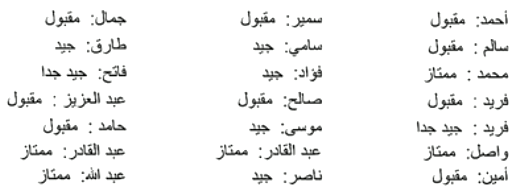 أحمد: مقبول سمير: مقبول جمال: مقبول
سالم : مقبول سامي: جيد طارق: جيد
محمد : ممتاز فؤاد: جيد فاتح: جيد جدا
فريد : مقبول صالح: مقبول عبد العزيز : مقبول
فريد : جيد جدا موسى: جيد حامد : مقبول
واصل: ممتاز عبد القادر: ممتاز عبد القادر: ممتاز
أمين: مقبول ناصر: جيد عبد الله: ممتاز